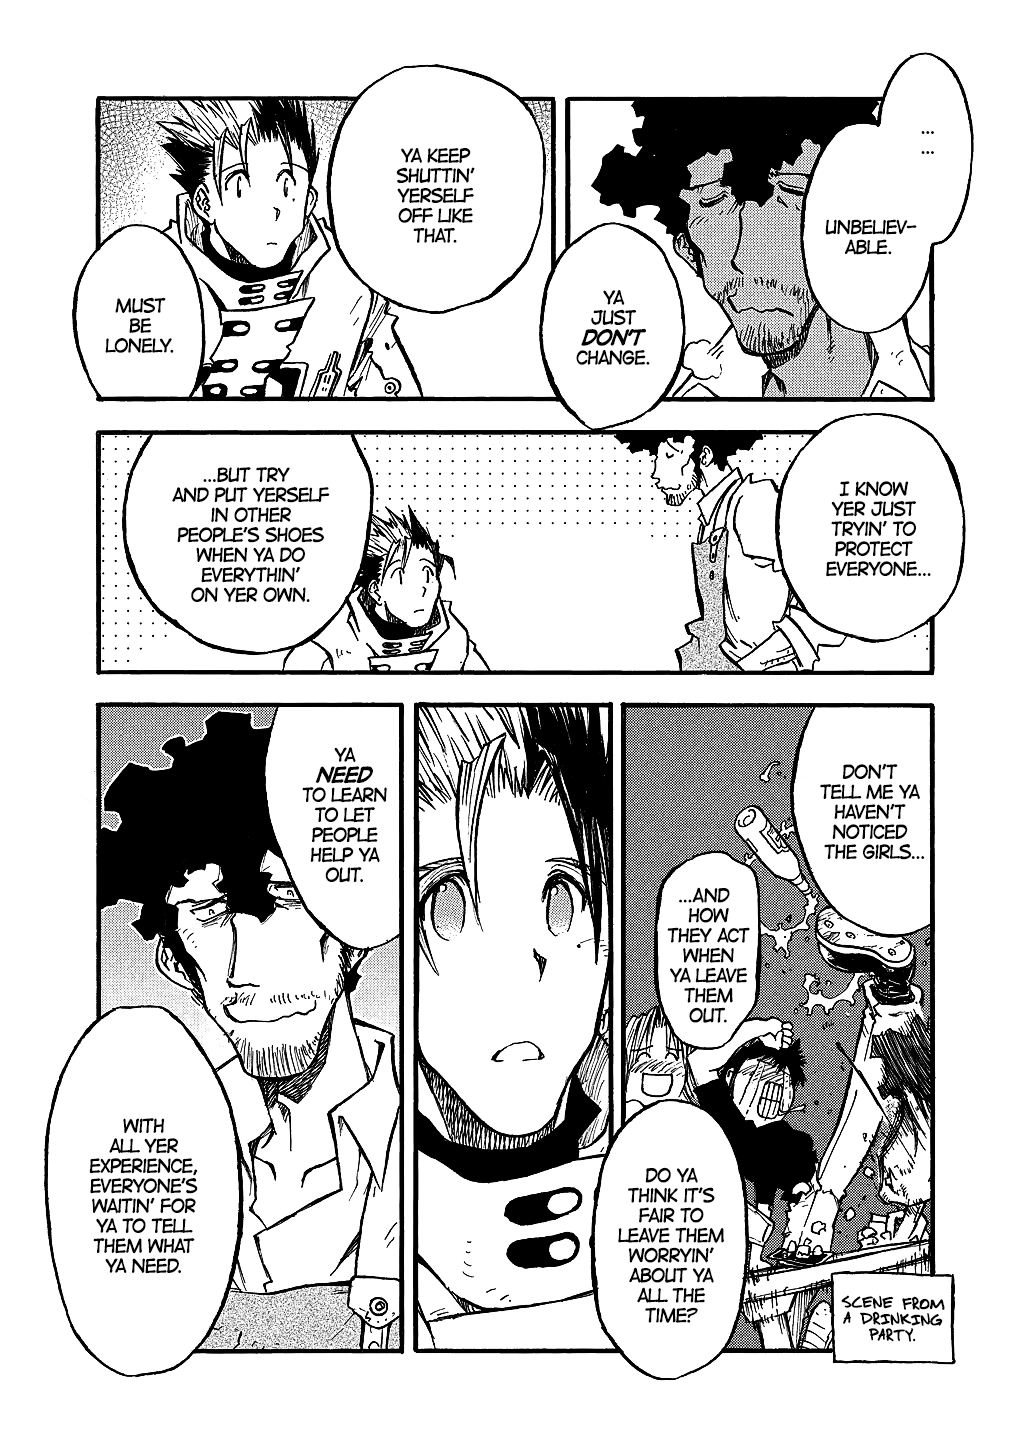 ...
...
UNBELIEV-
ABLE.
YA
JUST
DON'T
CHANGE.
YA KEEP
SHUTTIN'
YERSELF
OFF LIKE
THAT.
MUST
BE
LONELY.
I KNOW
YER JUST
TRYIN' TO
PROTECT
EVERYONE...
...BUT TRY
AND PUT YERSELF
IN OTHER
PEOPLE'S SHOES
WHEN YA DO
EVERYTHIN'
ON YER OWN.
DON'T
TELL ME YA
HAVEN'T
NOTICED
THE GIRLS...
...AND
HOW
THEY ACT
WHEN
YA LEAVE
THEM
OUT.
DO YA
THINK IT'S
FAIR TO
LEAVE THEM
WORRYIN'
ABOUT YA
ALL THE
TIME?
SCENE FROM
A DRINKING
PARTY.
YA
NEED
TO LEARN
TO LET
PEOPLE
HELP YA
OUT.
WITH
ALL YER
EXPERIENCE,
EVERYONE'S
WAITIN' FOR
YA TO TELL
THEM WHAT
YA NEED.